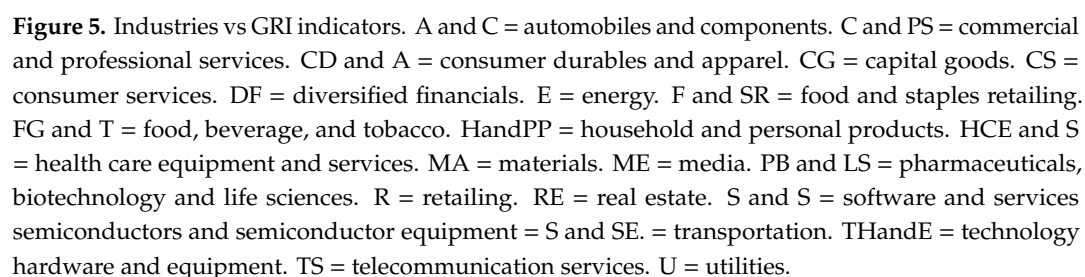 Figure 5. Industries vs GRI indicators. A and C = automobiles and components. C and PS = commercial
and professional services. CD and A = consumer durables and apparel. CG = capital goods. CS =
consumer services. DF = diversified financials. E = energy. F and SR = food and staples retailing.
FG and T = food, beverage, and tobacco. HandPP = household and personal products. HCE and S
= health care equipment and services. MA = materials. ME = media. PB and LS = pharmaceuticals,
biotechnology and life sciences. R = retailing. RE = real estate. S and S = software and services
semiconductors and semiconductor equipment = S and SE. = transportation. THandE = technology
hardware and equipment. TS = telecommunication services. U = utilities.